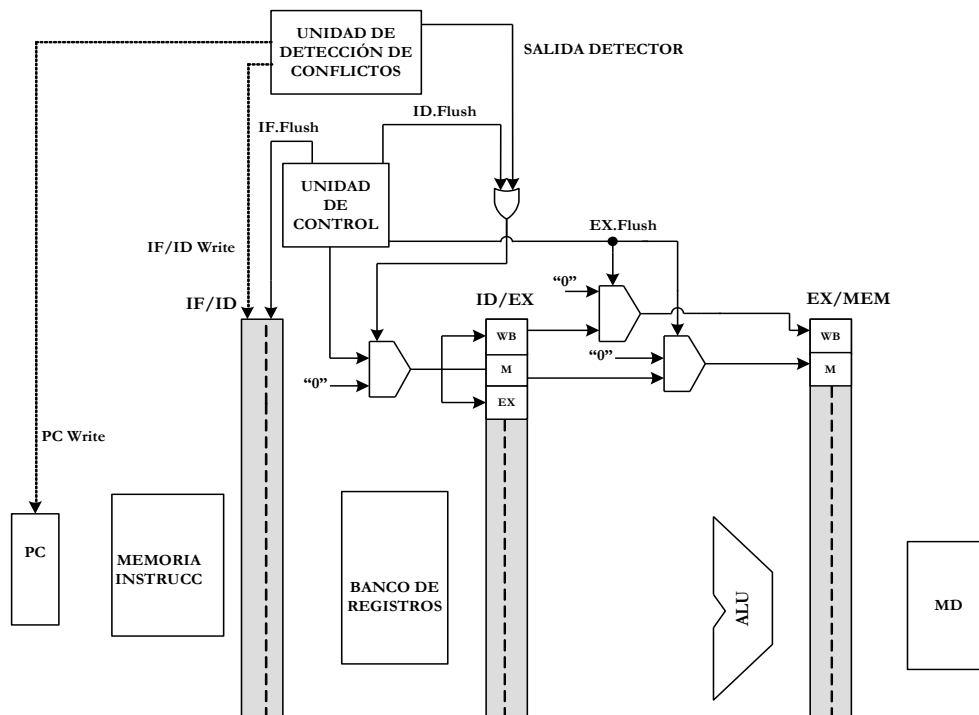 UNIDAD DE
DETECCIÓN DE
CONFLICTOS
SALIDA DETECTOR
ID.Flush
IF.Flush
UNIDAD
DE
CONTROL
EX.Flush
IF/ID Write
"0"
IF/ID
ID/EX
EX/MEM
WB
WB
"0"
M
M
"0"
EX
PC Write
PC
MEMORIA
INSTRUCC
BANCO DE
REGISTROS
ALU
MD